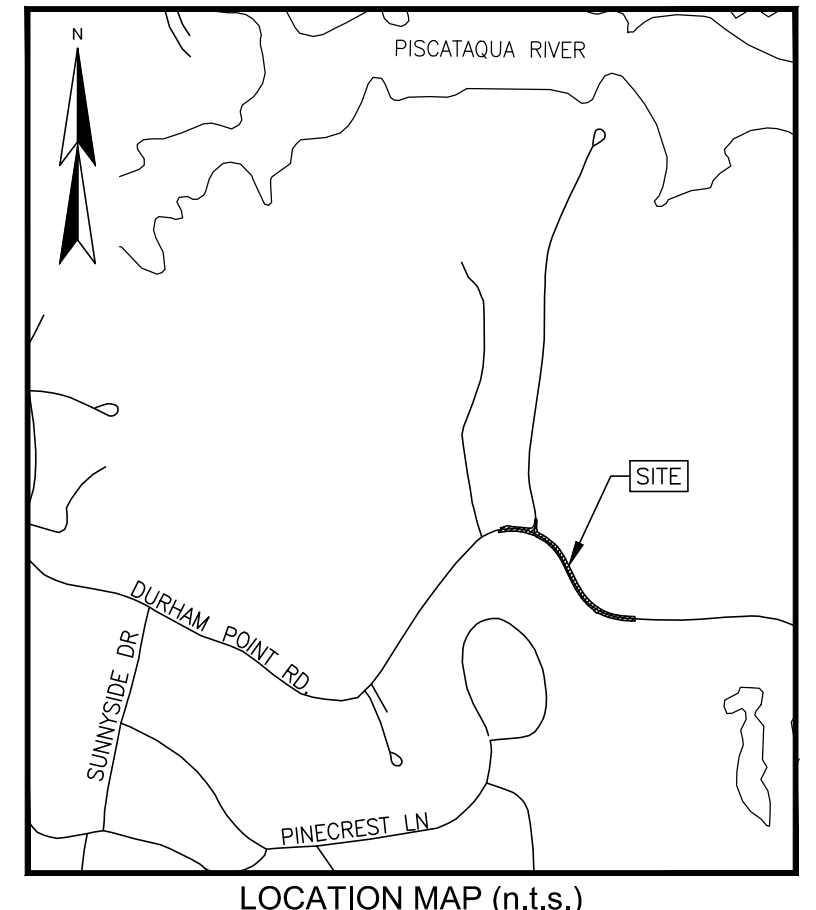 N
PISCATAQUA RIVER
SITE
DURHAM POINT RD.
SUNNYSIDE DR
PINECREST LN
LOCATION MAP (n.t.s.)